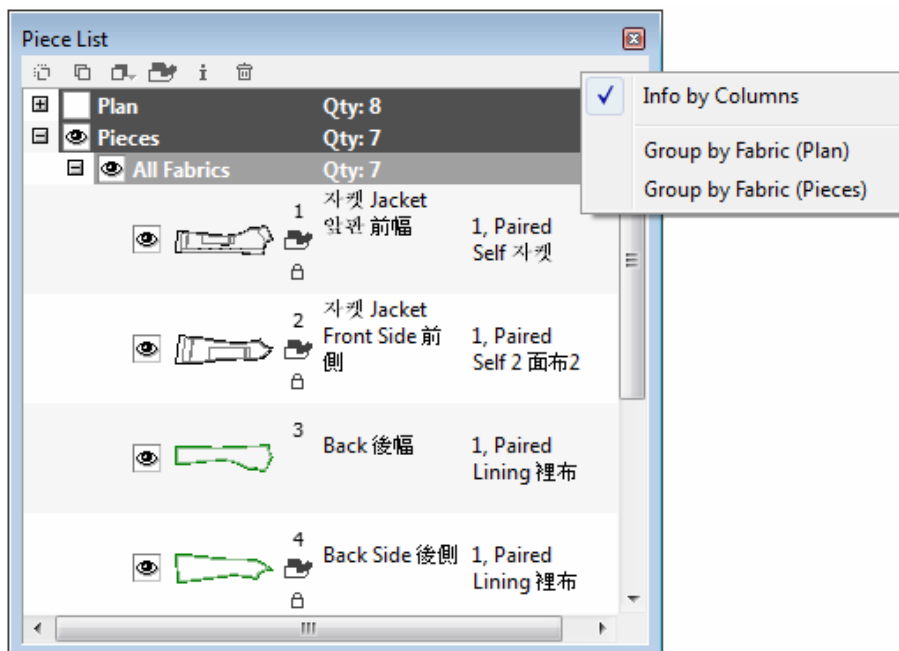 Piece List
Plan Qty: 8
Pieces Qty: 7
All Fabrics Qty: 7
Info by Columns
Group by Fabric (Plan)
Group by Fabric (Pieces)
1
자켓 Jacket
앞판 前幅
1, Paired
Self 자켓
2
자켓 Jacket
Front Side 前
側
1, Paired
Self 2 面布2
3
Back 後幅
1, Paired
Lining 裡布
4
Back Side 後側
1, Paired
Lining 裡布